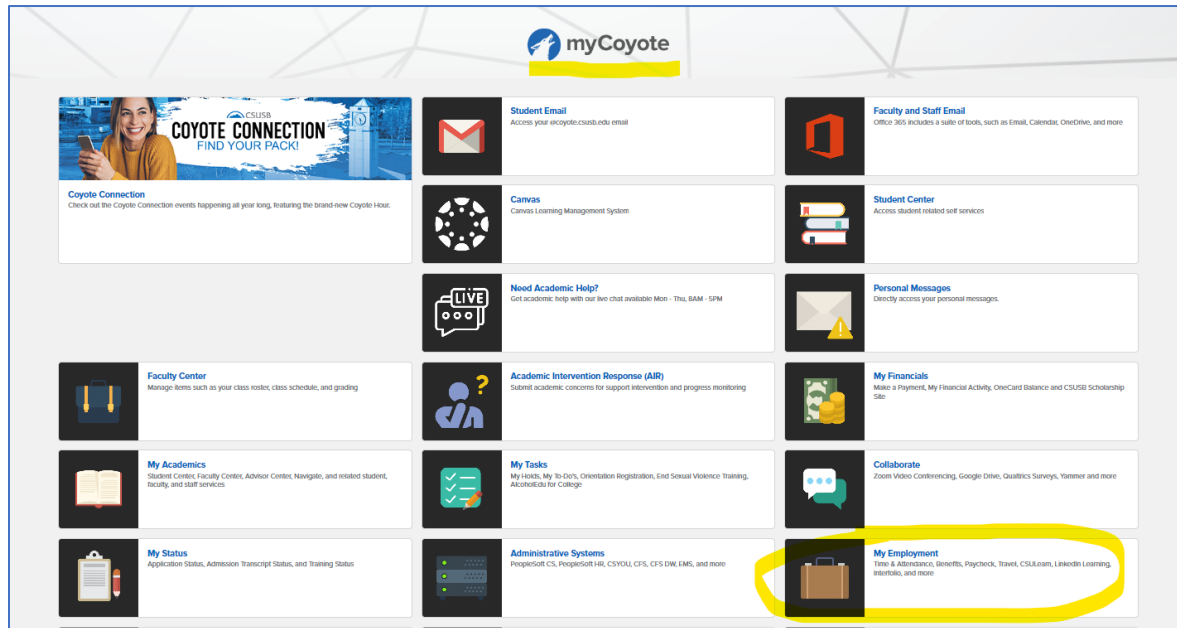 myCoyote
CSUSB
COYOTE CONNECTION
FIND YOUR PACK!
Coyote Connection
Check out the Coyote Connection events happening all year long, featuring the brand-new Coyote Hour.
Student Email
Access your @coyote.csusb.edu email
Faculty and Staff Email
Office 365 includes a suite of tools, such as Email, Calendar, OneDrive, and more
Canvas
Canvas Learning Management System
Student Center
Access student related self services
LIVE
Need Academic Help?
Get academic help with our live chat available Mon - Thu, 8AM - 5PM
Personal Messages
Directly access your personal messages.
Faculty Center
Manage items such as your class roster, class schedule, and grading
Academic Intervention Response (AIR)
Submit academic concerns for support intervention and progress monitoring
My Financials
Make a Payment, My Financial Activity, OneCard Balance and CSUSB Scholarship
Site
My Academics
Student Center, Faculty Center, Advisor Center, Navigate, and related student,
faculty, and staff services
My Tasks
My Holds, My To-Do's, Orientation Registration, End Sexual Violence Training,
AlcoholEdu for College
Collaborate
Zoom Video Conferencing, Google Drive, Qualtrics Surveys, Yammer and more
My Status
Application Status, Admission Transcript Status, and Training Status
Administrative Systems
PeopleSoft CS, PeopleSoft HR, CSYOU, CFS, CFS DW, EMS, and more
My Employment
Time & Attendance, Benefits, Paycheck, Travel, CSULearn, LinkedIn Learning,
Interfolio, and more